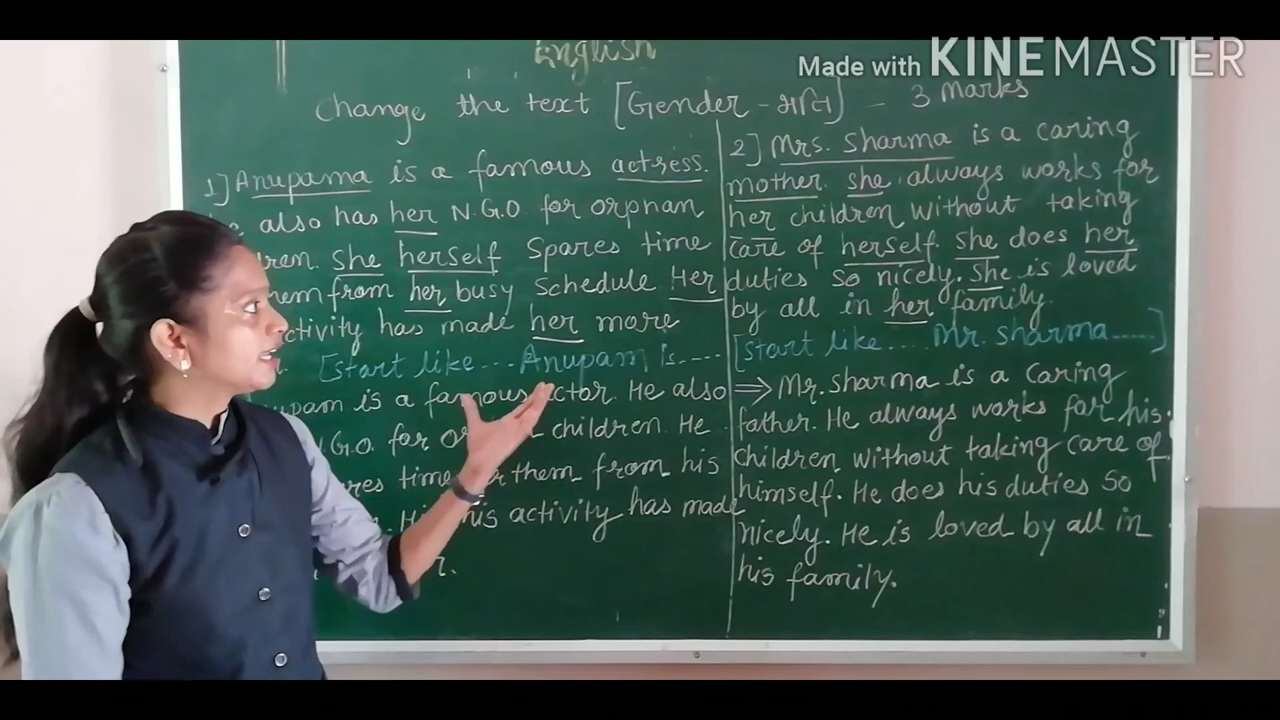 English
Made with KINEMASTER
Change the text [Gender - જાતિ] - 3 Marks
1] Anupama is a famous actress.
also has her N.G.O for orphan
she herself spares time
from her busy schedule Her
activity has made her more
[start like.... Anupam is....
is a famous actor. He also
N.G.O. for children. He
time them from his
his activity has made
2] Mrs. Sharma is a caring
mother. she always works for
her children without taking
care of herself. She does her
duties so nicely. She is loved
by all in her family.
[start like.... Mr. sharma.....]
⇒ Mr. Sharma is a caring
father. He always works for his
children without taking care of
himself. He does his duties so
nicely. He is loved by all in
his family.